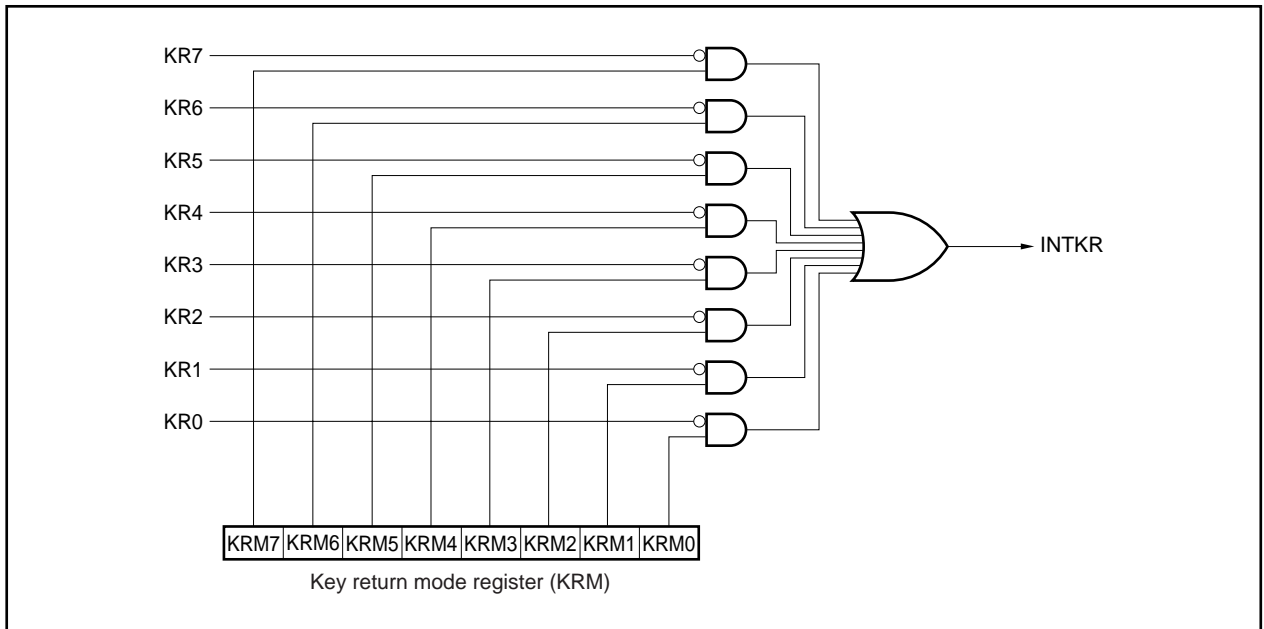 KR7
KR6
KR5
KR4
KR3
KR2
KR1
KR0
INTKR
KRM7 KRM6 KRM5 KRM4 KRM3 KRM2 KRM1 KRM0
Key return mode register (KRM)